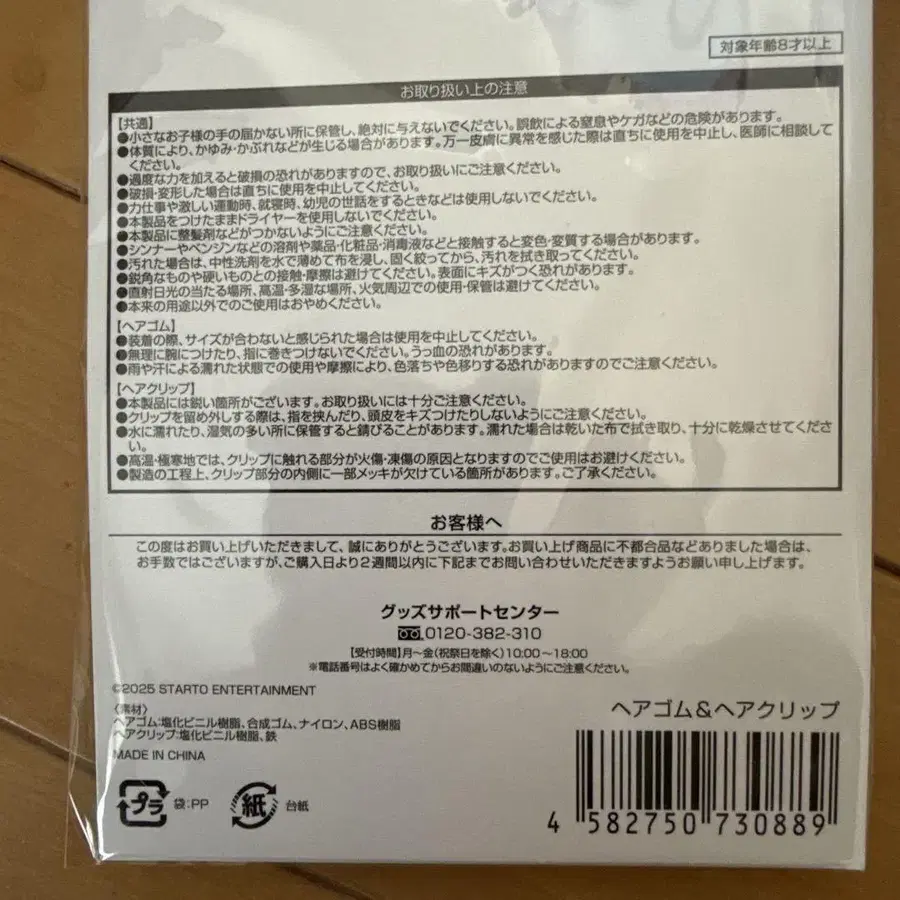 対象年齢8才以上
お取り扱い上の注意
【共通】
●小さなお子様の手の届かない所に保管し、絶対に与えないでください。誤飲による窒息やケガなどの危険があります。
●体質により、かゆみ・かぶれなどが生じる場合があります。万一皮膚に異常を感じた際は直ちに使用を中止し、医師に相談して
ください。
●過度な力を加えると破損の恐れがありますので、お取り扱いにご注意ください。
●破損・変形した場合は直ちに使用を中止してください。
●力仕事や激しい運動時、就寝時、幼児の世話をするときなどは使用しないでください。
●本製品をつけたままドライヤーを使用しないでください。
●本製品に整髪剤などがつかないようにご注意ください。
●シンナーやベンジンなどの溶剤や薬品・化粧品・消毒液などと接触すると変色・変質する場合があります。
●汚れた場合は、中性洗剤を水で薄めて布を浸し、固く絞ってから、汚れを拭き取ってください。
●鋭角なものや硬いものとの接触・摩擦は避けてください。表面にキズがつく恐れがあります。
●直射日光の当たる場所、高温・多湿な場所、火気周辺での使用・保管は避けてください。
●本来の用途以外でのご使用はおやめください。
【ヘアゴム】
●装着の際、サイズが合わないと感じられた場合は使用を中止してください。
●無理に腕につけたり、指に巻きつけないでください。うっ血の恐れがあります。
●雨や汗による濡れた状態での使用や摩擦により、色落ちや色移りする恐れがありますのでご注意ください。
【ヘアクリップ】
●本製品には鋭い箇所がございます。お取り扱いには十分ご注意ください。
●クリップを留め外しする際は、指を挟んだり、頭皮をキズつけたりしないようにご注意ください。
●水に濡れたり、湿気の多い所に保管すると錆びることがあります。濡れた場合は乾いた布で拭き取り、十分に乾燥させてくださ
い。
●高温・極寒地では、クリップに触れる部分が火傷・凍傷の原因となりますのでご使用はお避けください。
●製造の工程上、クリップ部分の内側に一部メッキが欠けている箇所があります。ご了承ください。
お客様へ
この度はお買い上げいただきまして、誠にありがとうございます。お買い上げ商品に不都合品などありました場合は、
お手数ではございますが、ご購入日より2週間以内に下記までお問い合わせいただきますようお願い申し上げます。
グッズサポートセンター
0120-382-310
【受付時間】月～金(祝祭日を除く)10:00～18:00
※電話番号はよく確かめてからお間違いのないようにご注意ください。
©2025 STARTO ENTERTAINMENT
〈素材〉
ヘアゴム:塩化ビニル樹脂、合成ゴム、ナイロン、ABS樹脂
ヘアクリップ:塩化ビニル樹脂、鉄
MADE IN CHINA
プラ 袋:PP 紙 台紙
ヘアゴム&ヘアクリップ
4 582750 730889